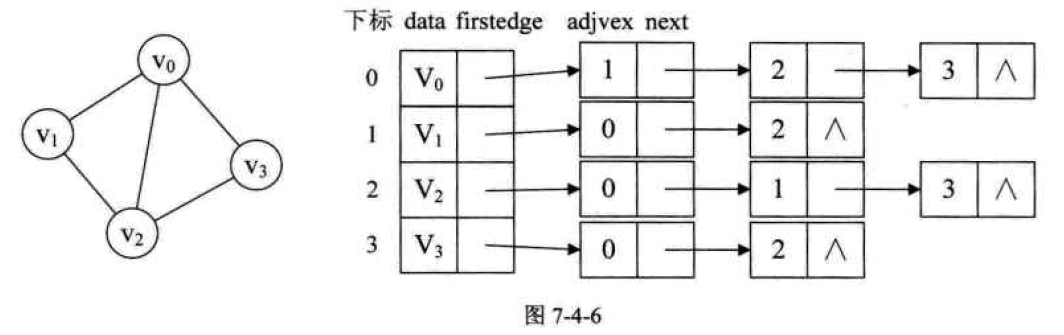 下标 data firstedge adjvex next
v₀
v₁
v₂
v₃
0 V₀ 1 2 3 ∧
1 V₁ 0 2 ∧
2 V₂ 0 1 3 ∧
3 V₃ 0 2 ∧
图 7-4-6